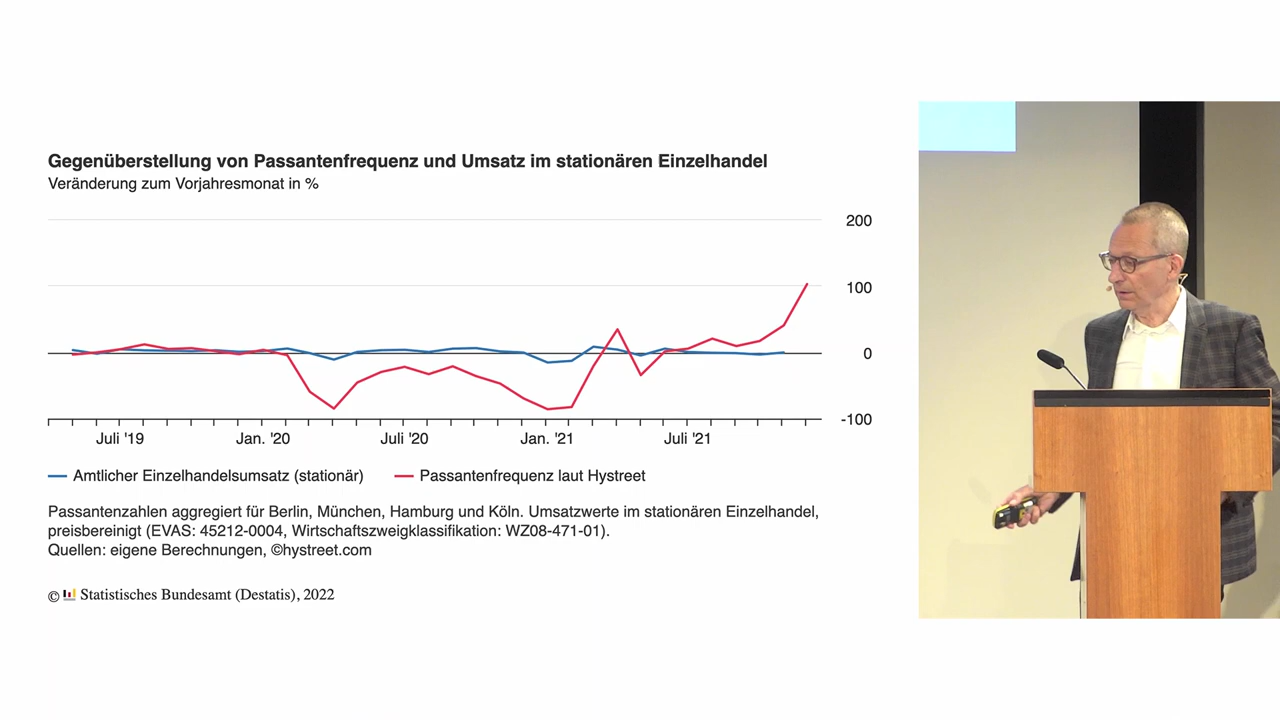 Gegenüberstellung von Passantenfrequenz und Umsatz im stationären Einzelhandel
Veränderung zum Vorjahresmonat in %
200
100
0
-100
Juli '19
Jan. '20
Juli '20
Jan. '21
Juli '21
Amtlicher Einzelhandelsumsatz (stationär)
Passantenfrequenz laut Hystreet
Passantenzahlen aggregiert für Berlin, München, Hamburg und Köln. Umsatzwerte im stationären Einzelhandel,
preisbereinigt (EVAS: 45212-0004, Wirtschaftszweigklassifikation: WZ08-471-01).
Quellen: eigene Berechnungen, ©hystreet.com
© Statistisches Bundesamt (Destatis), 2022